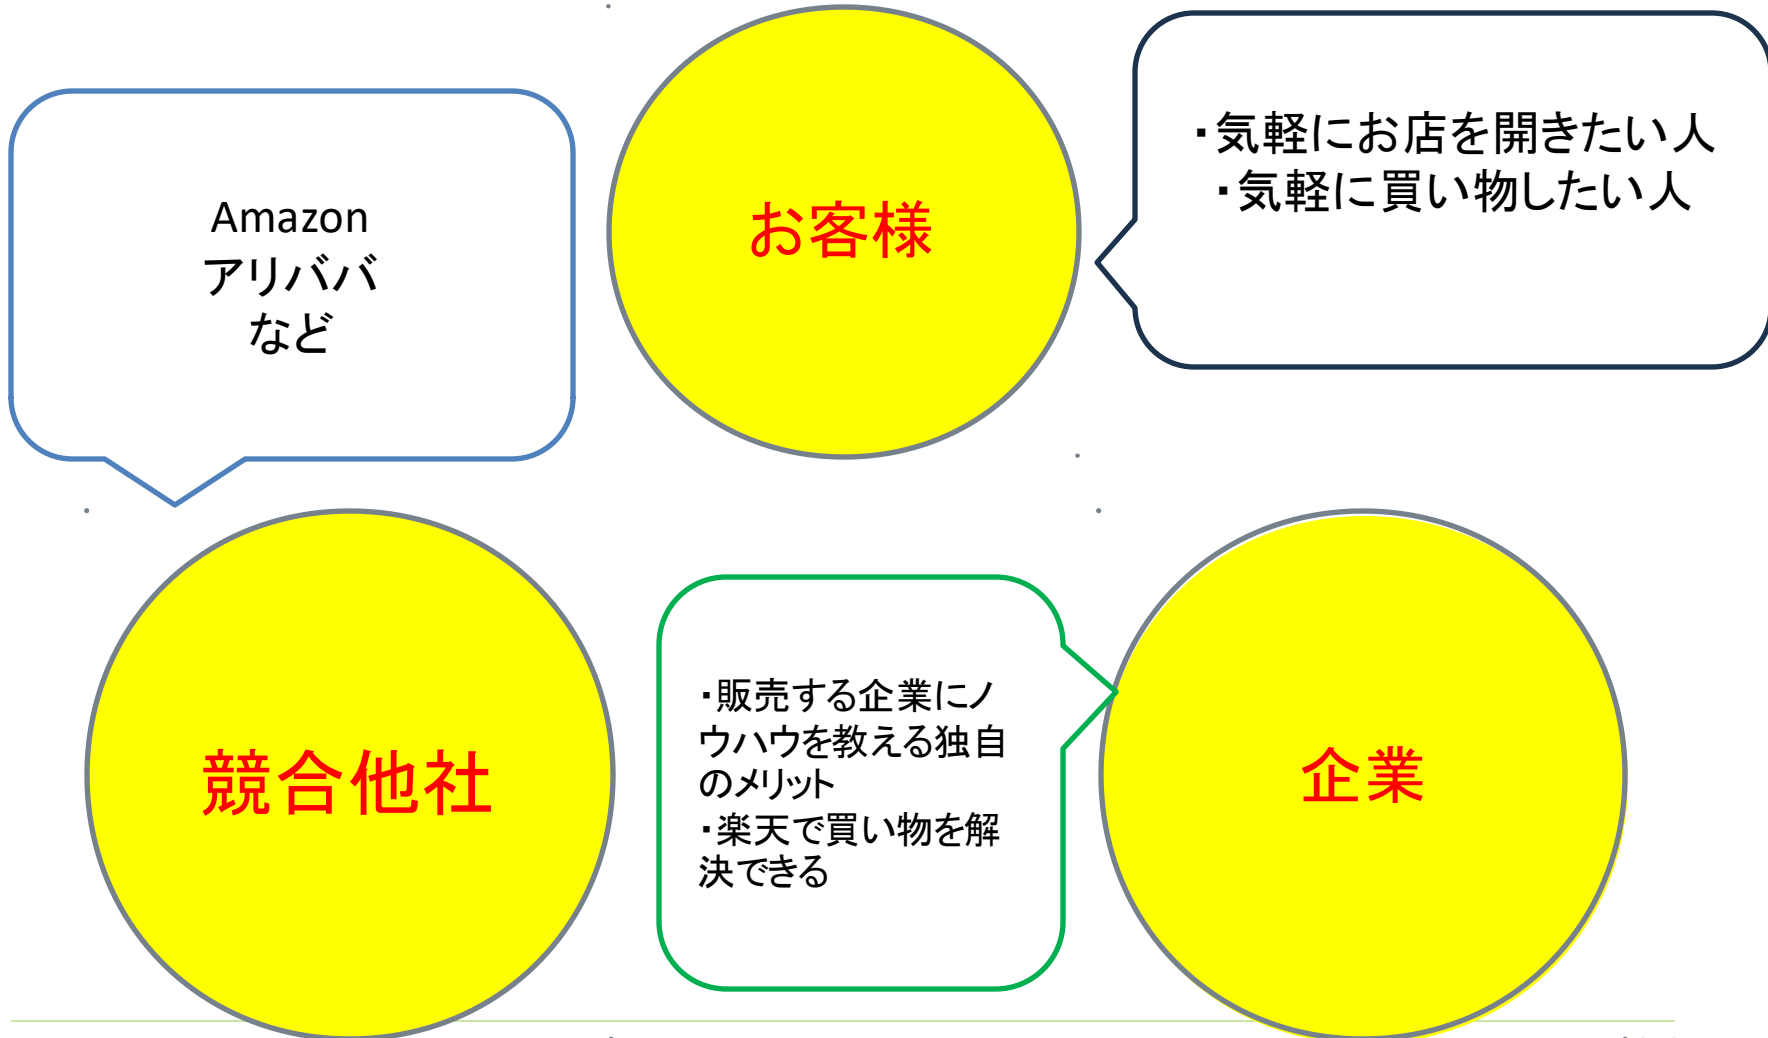 お客様
・気軽にお店を開きたい人
・気軽に買い物したい人
Amazon
アリババ
など
競合他社
・販売する企業にノ
ウハウを教える独自
のメリット
・楽天で買い物を解
決できる
企業